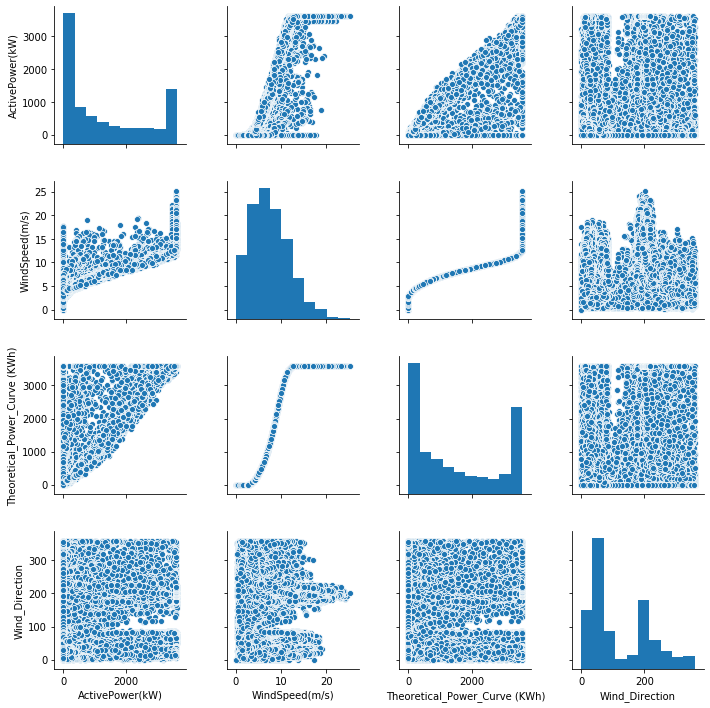 ActivePower(kW)
3000
2000
1000
0
WindSpeed(m/s)
25
20
15
10
5
0
Theoretical_Power_Curve (KWh)
3000
2000
1000
0
Wind_Direction
300
200
100
0
0 2000
0 10 20
0 2000
0 200
ActivePower(kW)
WindSpeed(m/s)
Theoretical_Power_Curve (KWh)
Wind_Direction